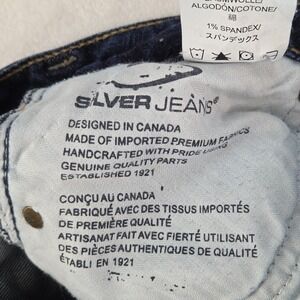 ALGODÓN/COTONE/
綿
1% SPANDEX/
スパンデックス
SILVER JEANS®
DESIGNED IN CANADA
MADE OF IMPORTED PREMIUM FABRICS
HANDCRAFTED WITH PRIDE USING
GENUINE QUALITY PARTS
ESTABLISHED 1921
CONÇU AU CANADA
FABRIQUÉ AVEC DES TISSUS IMPORTÉS
DE PREMIÈRE QUALITÉ
ARTISANAT FAIT AVEC FIERTÉ UTILISANT
DES PIÈCES AUTHENTIQUES DE QUALITÉ
ÉTABLI EN 1921